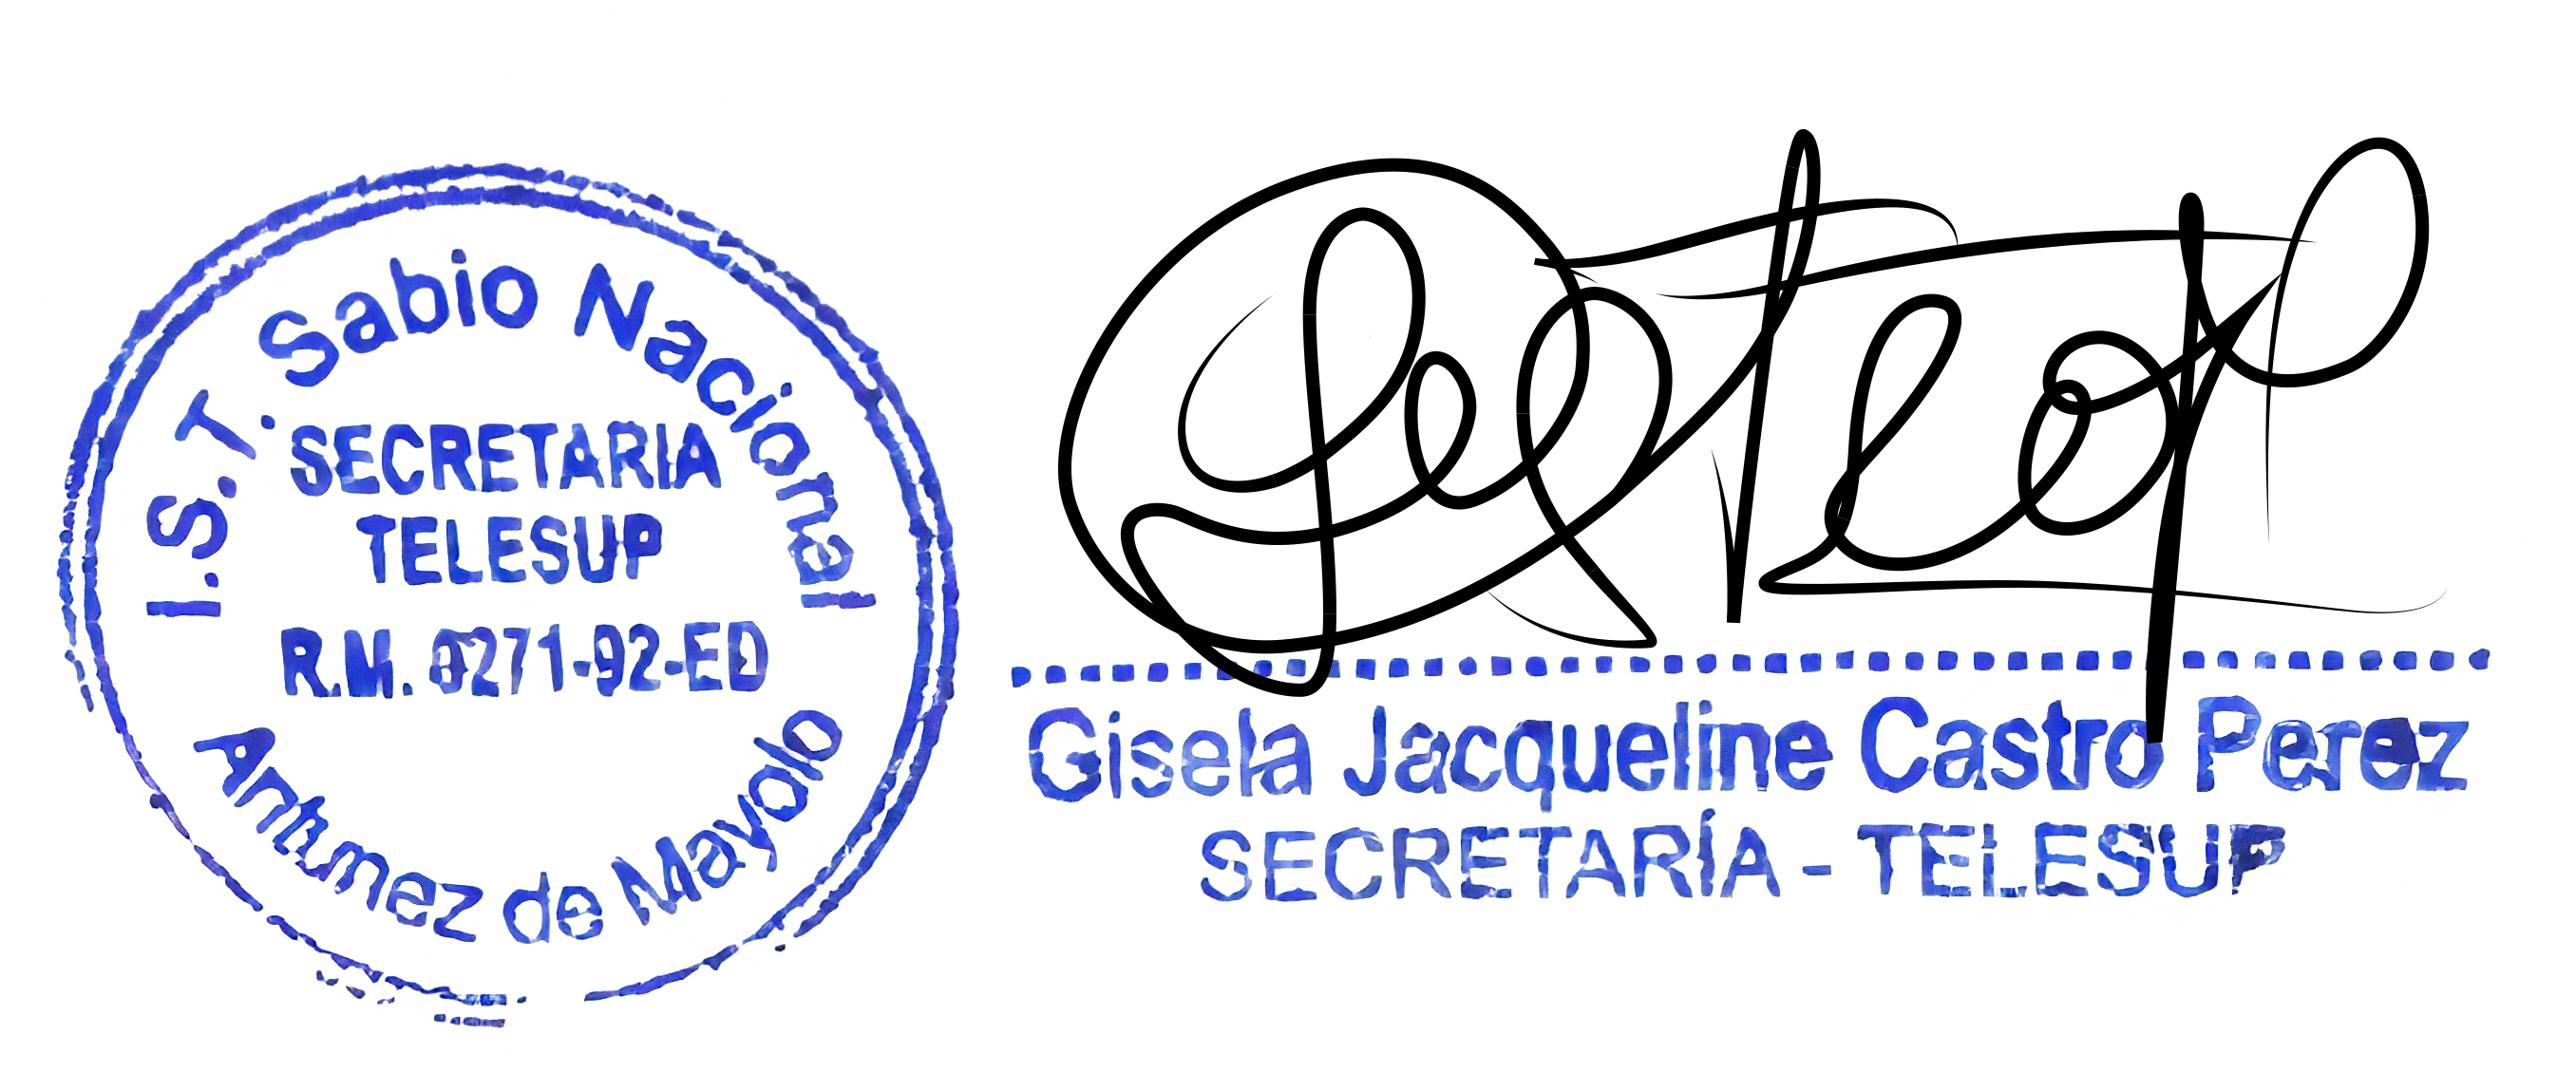 I.S.T. Sabio Nacional
SECRETARIA
TELESUP
R.M. 0271-92-ED
Antunez de Mayolo
Gisela Jacqueline Castro Perez
SECRETARÍA - TELESUP